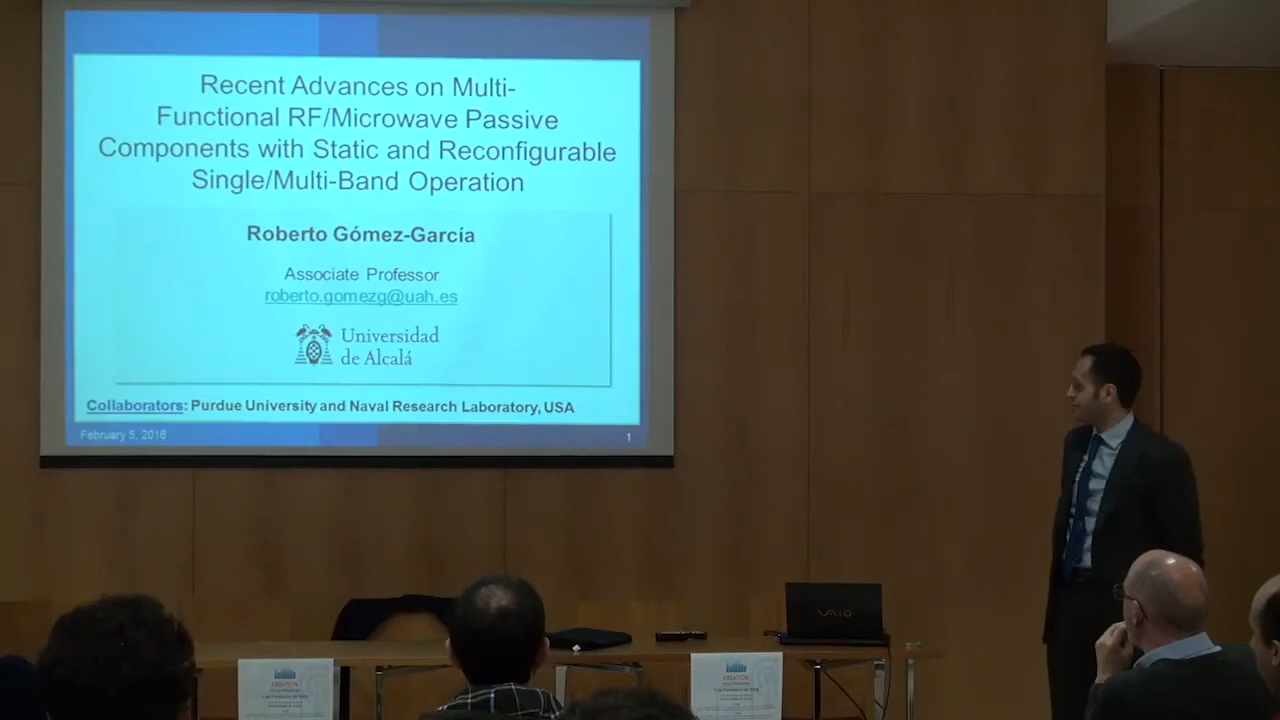 Recent Advances on Multi-
Functional RF/Microwave Passive
Components with Static and Reconfigurable
Single/Multi-Band Operation
Roberto Gómez-García
Associate Professor
roberto.gomezg@uah.es
Universidad
de Alcalá
Collaborators: Purdue University and Naval Research Laboratory, USA
February 5, 2016
1
VAIO
CREATION
CREATION